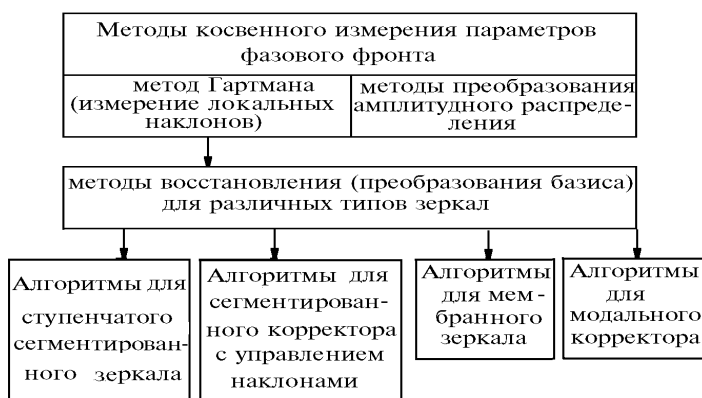 Методы косвенного измерения параметров
фазового фронта
метод Гартмана
(измерение локальных
наклонов)
методы преобразования
амплитудного распреде-
ления
методы восстановления (преобразования базиса)
для различных типов зеркал
Алгоритмы для
ступенчатого
сегментирован-
ного зеркала
Алгоритмы для
сегментирован-
ного корректора
с управлением
наклонами
Алгоритмы
для мем-
бранного
зеркала
Алгоритмы
для
модального
корректора